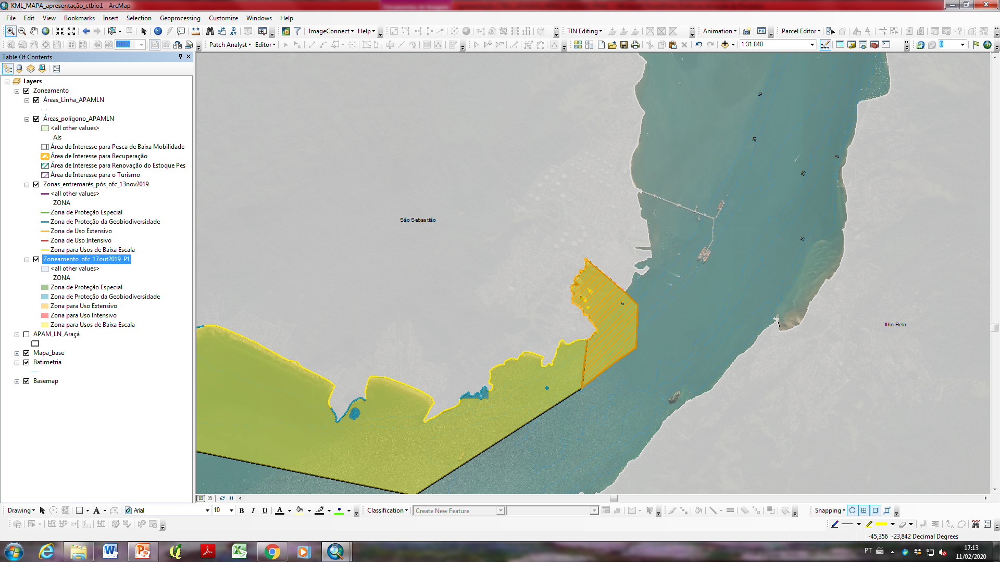 KML_MAPA_apresentação_ctbio1 - ArcMap
File Edit View Bookmarks Insert Selection Geoprocessing Customize Windows Help
ImageConnect Help TIN Editing Animation Parcel Editor
100% Patch Analyst Editor 1:31.840 0
Table Of Contents
Layers
Zoneamento
Áreas_Linha_APAMLN
Áreas_polígono_APAMLN
<all other values>
AIs
Área de Interesse para Pesca de Baixa Mobilidade
Área de Interesse para Recuperação
Área de Interesse para Renovação do Estoque Pes
Área de Interesse para o Turismo
Zonas_entremarés_pós_ofc_13nov2019
<all other values>
ZONA
Zona de Proteção Especial
Zona de Proteção da Geobiodiversidade
Zona de Uso Extensivo
Zona de Uso Intensivo
Zona para Usos de Baixa Escala
Zoneamento_ofc_17out2019_P1
<all other values>
ZONA
Zona de Proteção Especial
Zona de Proteção da Geobiodiversidade
Zona para Uso Extensivo
Zona para Uso Intensivo
Zona para Usos de Baixa Escala
APAM_LN_Araçá
Mapa_base
Batimetria
Basemap
10
20
5
30
São Sebastião
10
5
Ilha Bela
Drawing A Arial 10 B I U A Classification Create New Feature Snapping
-45,356 -23,842 Decimal Degrees
PT 17:13
11/02/2020